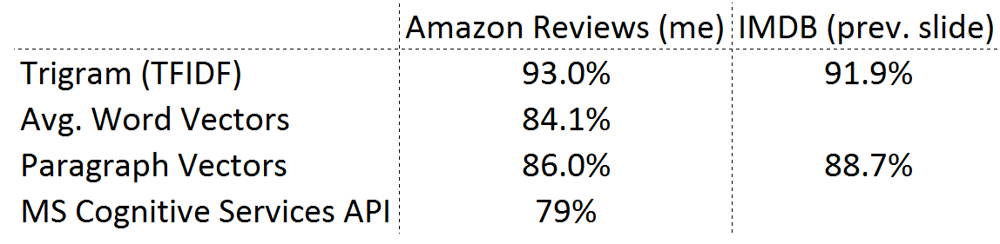 Amazon Reviews (me) IMDB (prev. slide)
Trigram (TFIDF) 93.0% 91.9%
Avg. Word Vectors 84.1%
Paragraph Vectors 86.0% 88.7%
MS Cognitive Services API 79%